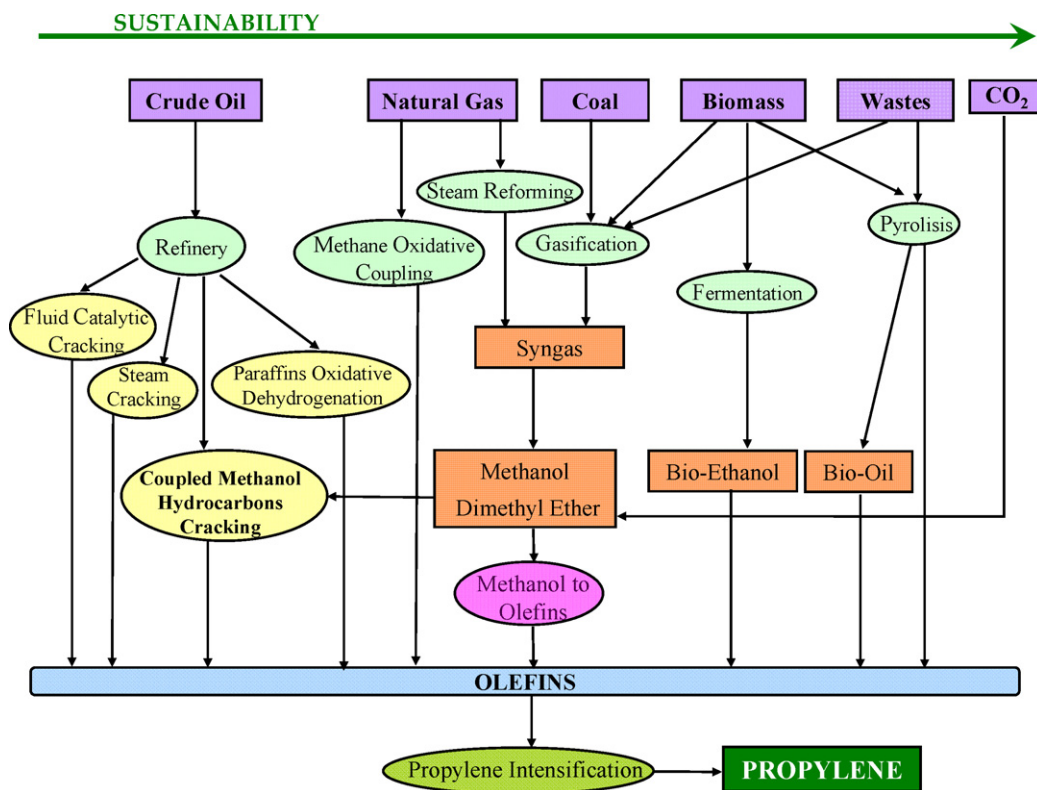 SUSTAINABILITY
Crude Oil
Natural Gas
Coal
Biomass
Wastes
CO₂
Steam Reforming
Refinery
Methane Oxidative
Coupling
Gasification
Pyrolisis
Fermentation
Fluid Catalytic
Cracking
Steam
Cracking
Paraffins Oxidative
Dehydrogenation
Syngas
Coupled Methanol
Hydrocarbons
Cracking
Methanol
Dimethyl Ether
Bio-Ethanol
Bio-Oil
Methanol to
Olefins
OLEFINS
Propylene Intensification
PROPYLENE